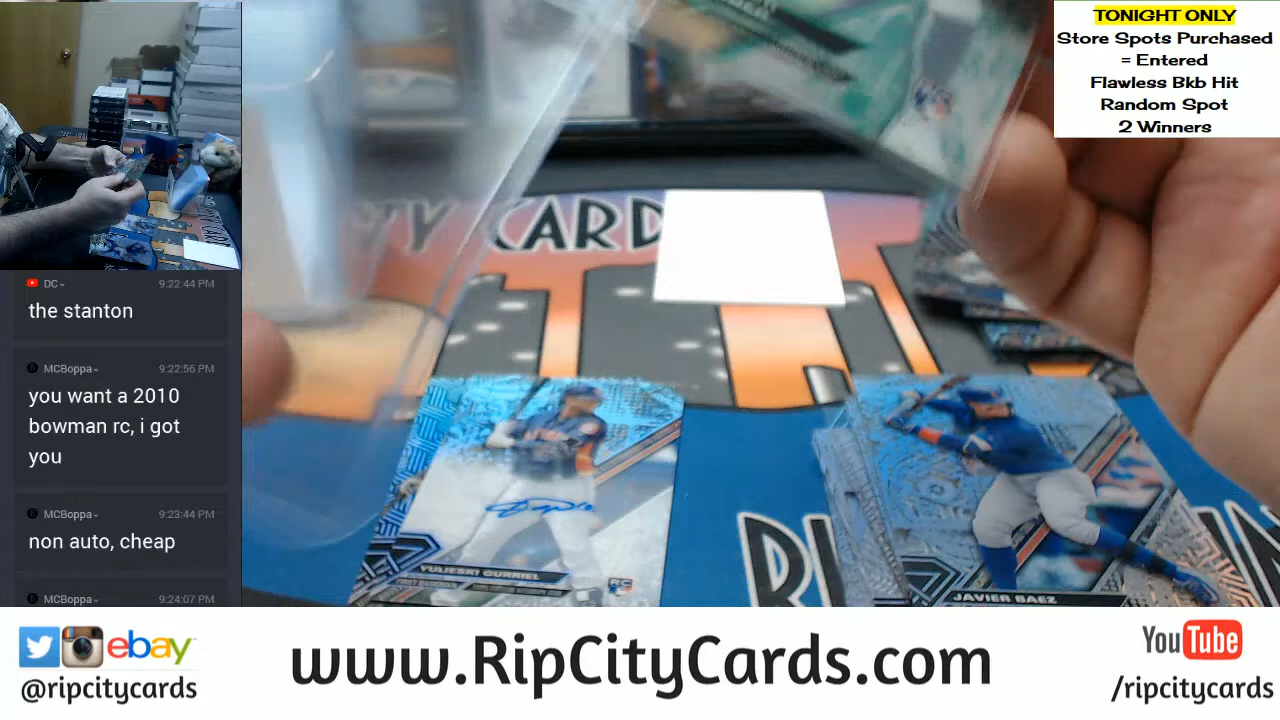 TONIGHT ONLY
Store Spots Purchased
= Entered
Flawless Bkb Hit
Random Spot
2 Winners
CARD
DC
9:22:44 PM
the stanton
MCBoppa
9:22:56 PM
you want a 2010
bowman rc, i got
you
MCBoppa
9:23:44 PM
non auto, cheap
MCBoppa
9:24:07 PM
YULIESKI GURRIEL
RC
JAVIER BAEZ
ebay
@ripcitycards
www.RipCityCards.com
YouTube
/ripcitycards